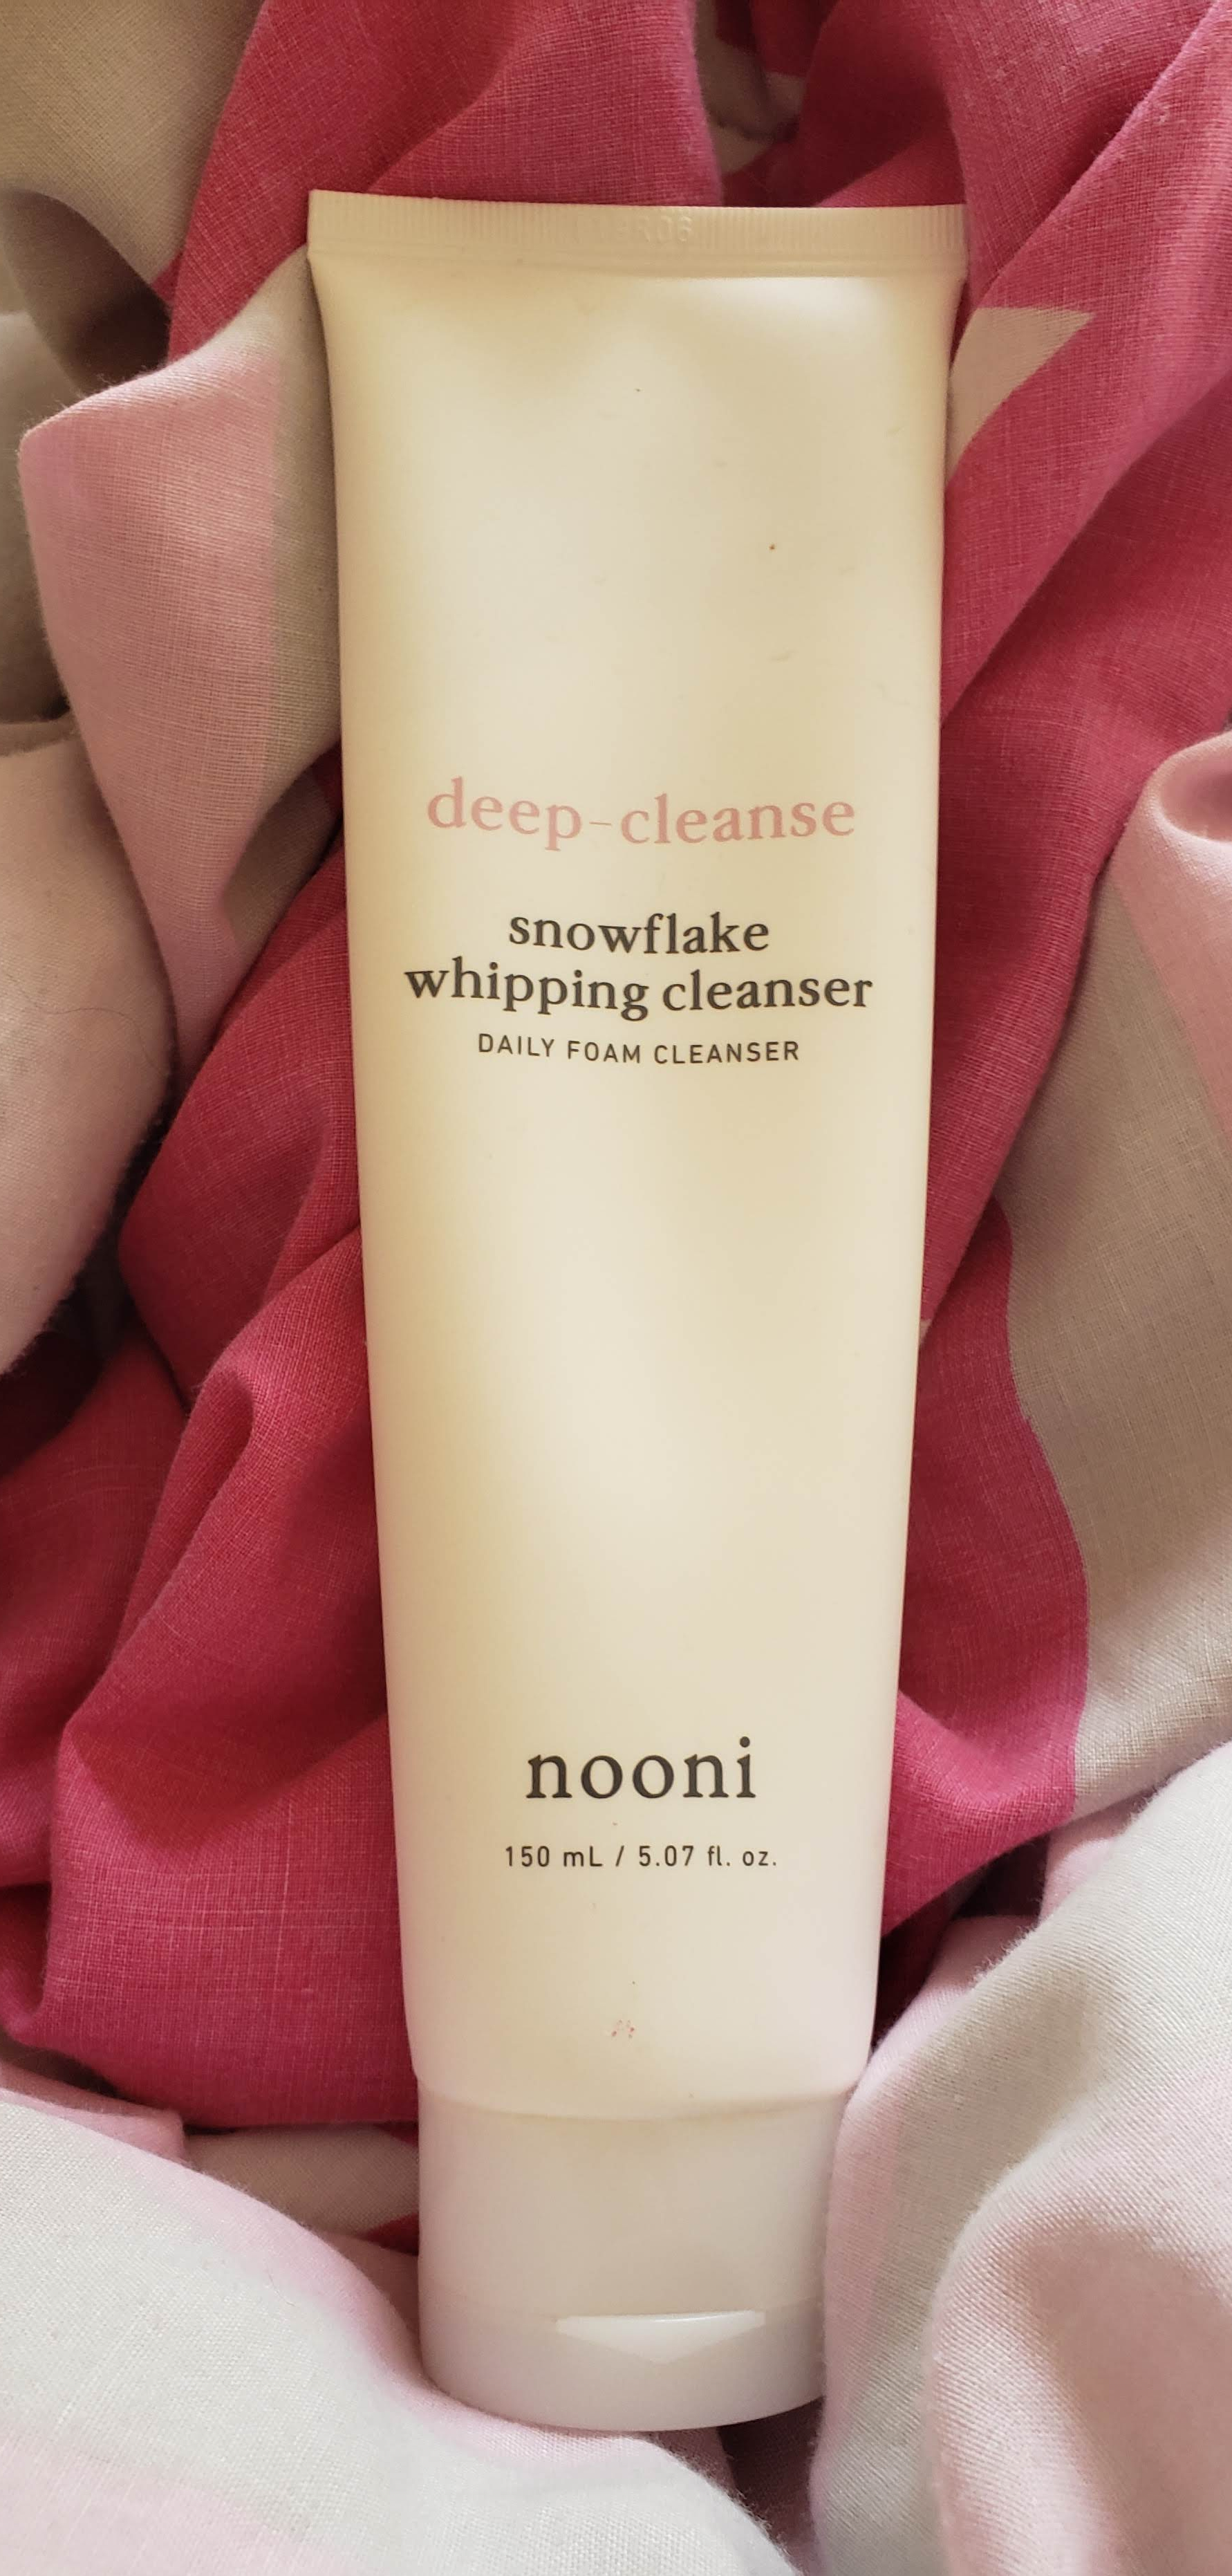 deep-cleanse
snowflake
whipping cleanser
DAILY FOAM CLEANSER
nooni
150 mL / 5.07 fl. oz.